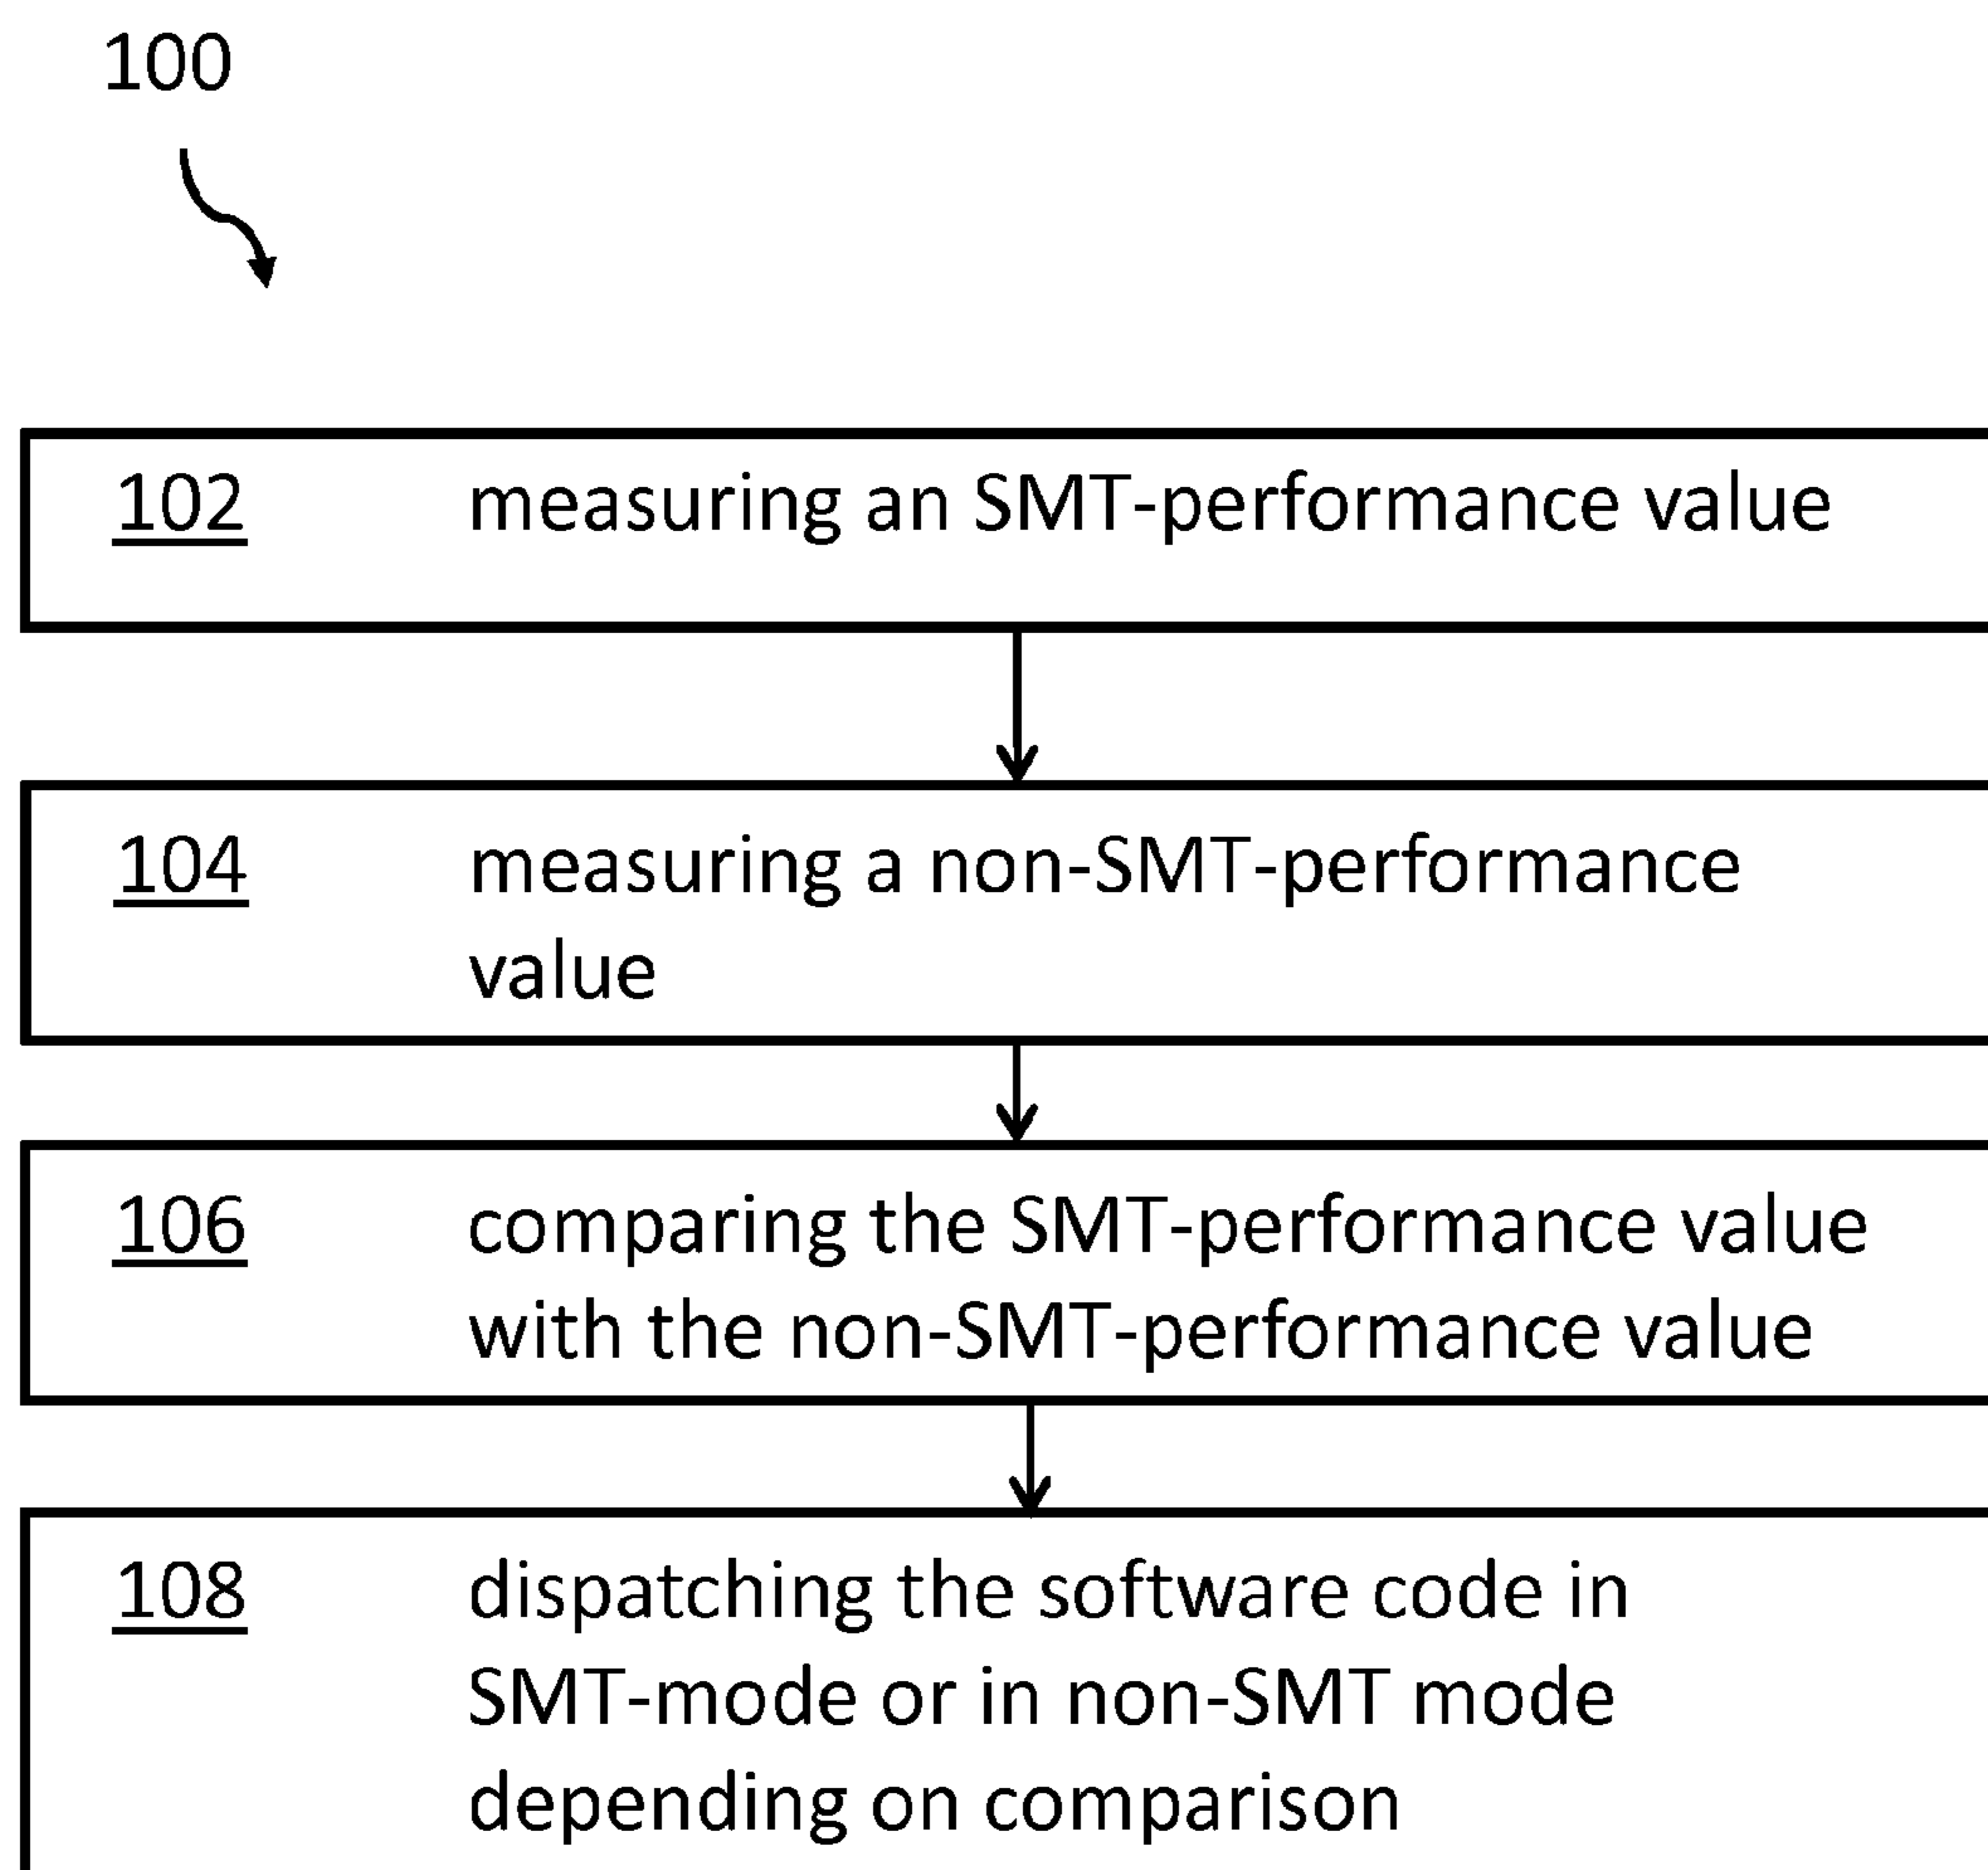 100
102 measuring an SMT-performance value
104 measuring a non-SMT-performance
value
106 comparing the SMT-performance value
with the non-SMT-performance value
108 dispatching the software code in
SMT-mode or in non-SMT mode
depending on comparison